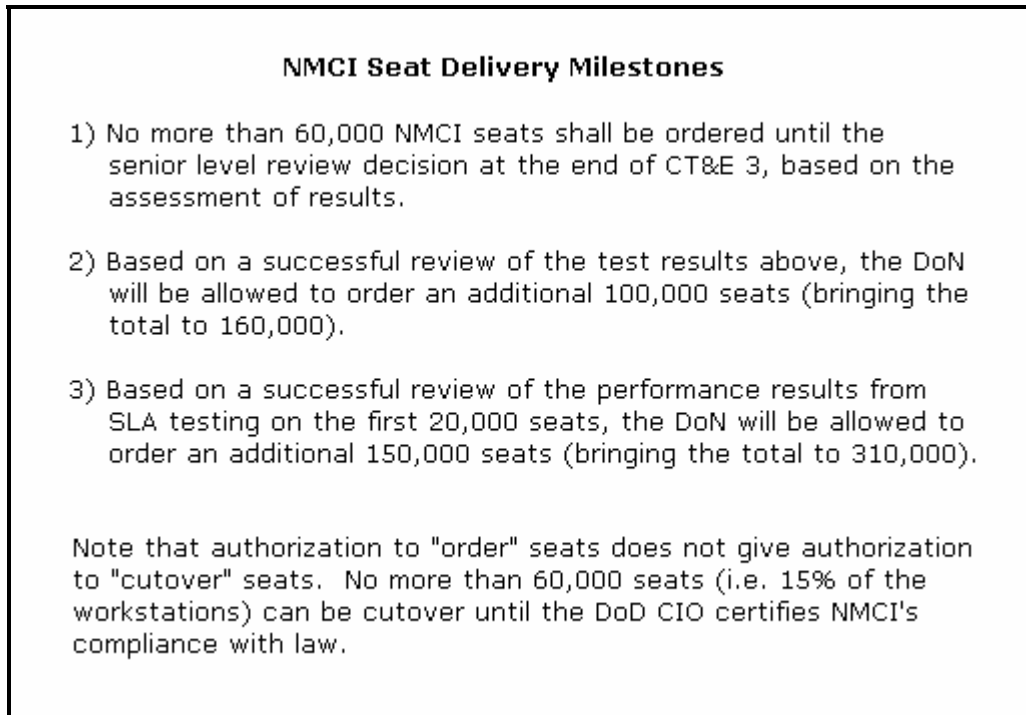 NMCI Seat Delivery Milestones
1) No more than 60,000 NMCI seats shall be ordered until the
senior level review decision at the end of CT&E 3, based on the
assessment of results.
2) Based on a successful review of the test results above, the DoN
will be allowed to order an additional 100,000 seats (bringing the
total to 160,000).
3) Based on a successful review of the performance results from
SLA testing on the first 20,000 seats, the DoN will be allowed to
order an additional 150,000 seats (bringing the total to 310,000).
Note that authorization to "order" seats does not give authorization
to "cutover" seats.  No more than 60,000 seats (i.e. 15% of the
workstations) can be cutover until the DoD CIO certifies NMCI's
compliance with law.